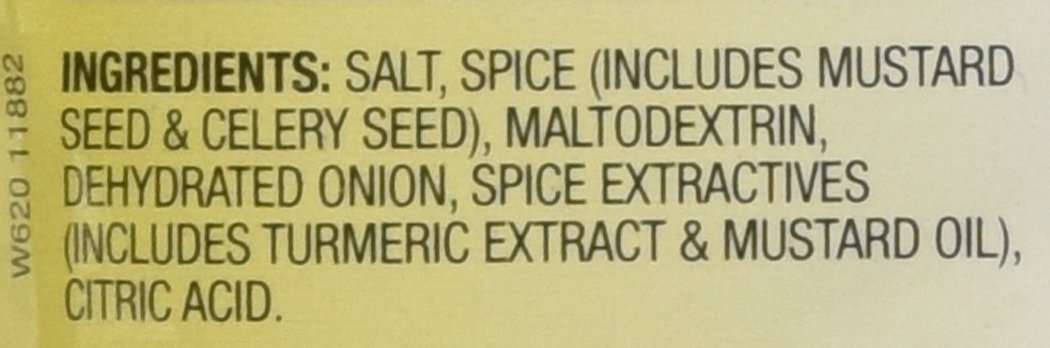 INGREDIENTS: SALT, SPICE (INCLUDES MUSTARD
SEED & CELERY SEED), MALTODEXTRIN,
DEHYDRATED ONION, SPICE EXTRACTIVES
(INCLUDES TURMERIC EXTRACT & MUSTARD OIL),
CITRIC ACID.
W620 11882